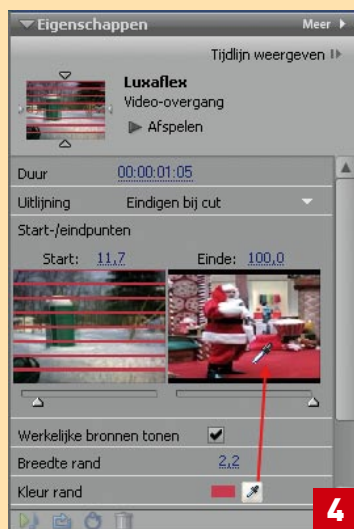 Eigenschappen Meer
Tijdlijn weergeven
Luxaflex
Video-overgang
Afspelen
Duur 00:00:01:05
Uitlijning Eindigen bij cut
Start-/eindpunten
Start: 11,7 Einde: 100,0
Werkelijke bronnen tonen
Breedte rand 2,2
Kleur rand
4